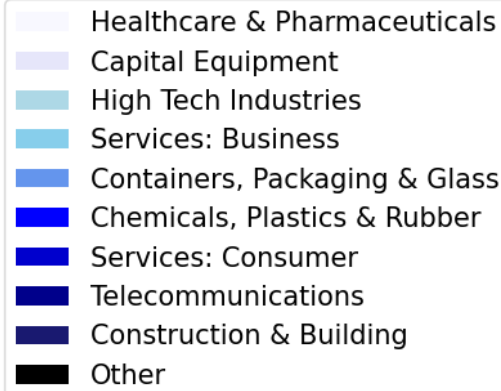 Healthcare & Pharmaceuticals
Capital Equipment
High Tech Industries
Services: Business
Containers, Packaging & Glass
Chemicals, Plastics & Rubber
Services: Consumer
Telecommunications
Construction & Building
Other